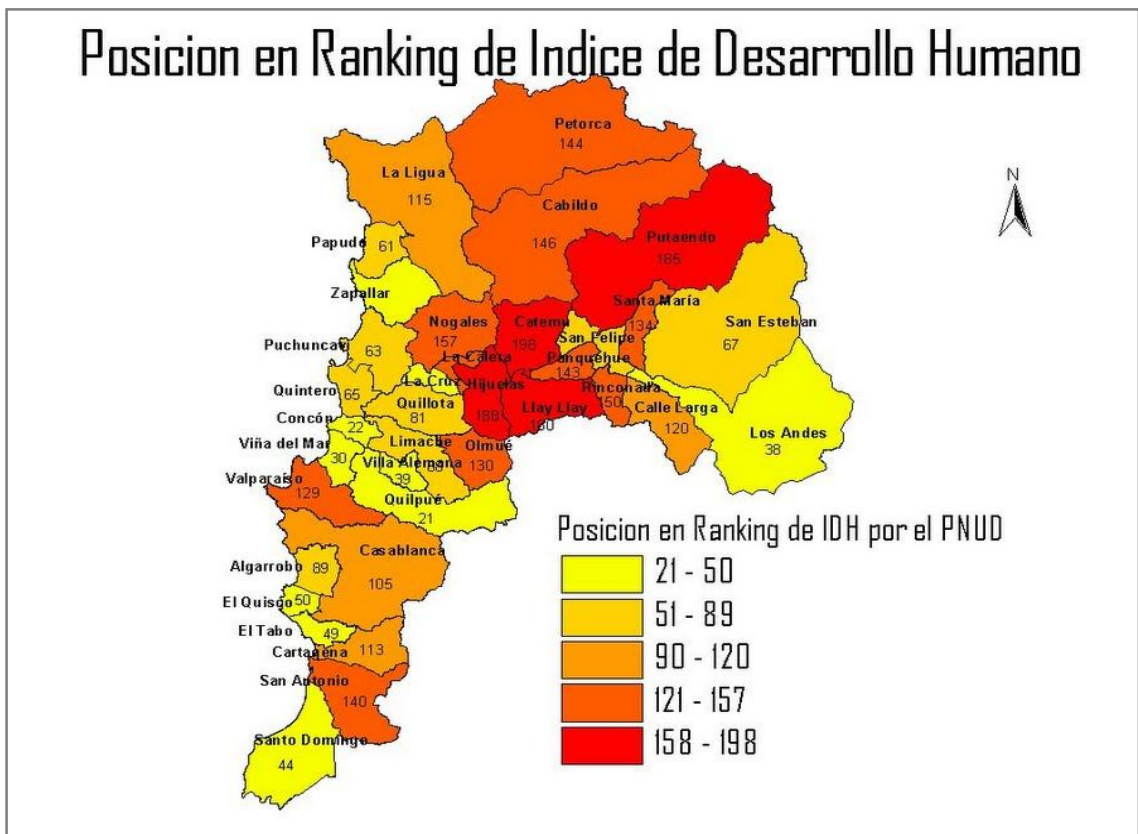 Posicion en Ranking de Indice de Desarrollo Humano
N
Petorca
144
La Ligua
115
Cabildo
146
Putaendo
185
Papudo
61
Zapallar
Santa María
134
San Esteban
67
Nogales
157
Catemu
198
San Felipe
Puchuncaví
63
La Calera
Panquehue
143
La Cruz
Hijuelas
188
Rinconada
150
Quintero
65
Quillota
81
Llay Llay
180
Calle Larga
120
Concón
22
Los Andes
38
Limache
88
Olmué
130
Viña del Mar
30
Villa Alemana
39
Valparaíso
129
Quilpué
21
Posicion en Ranking de IDH por el PNUD
21 - 50
51 - 89
90 - 120
121 - 157
158 - 198
Casablanca
105
Algarrobo
89
El Quisco
50
El Tabo
49
Cartagena
113
San Antonio
140
Santo Domingo
44